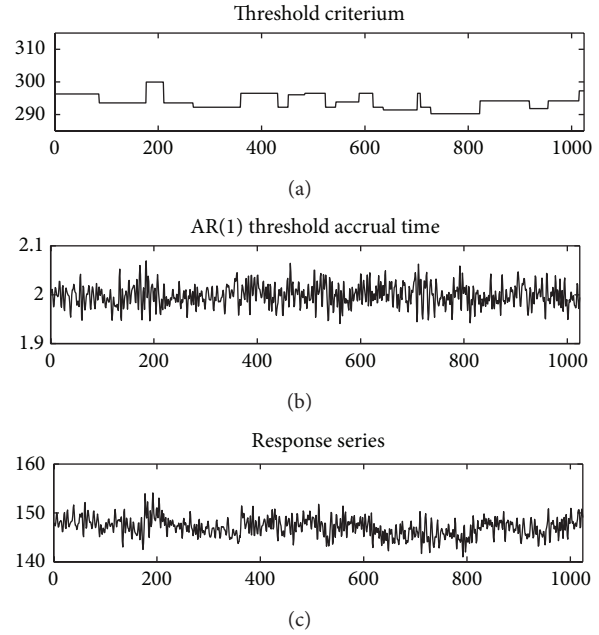 Threshold criterium
310
300
290
0 200 400 600 800 1000
(a)
AR(1) threshold accrual time
2.1
2
1.9
0 200 400 600 800 1000
(b)
Response series
160
150
140
0 200 400 600 800 1000
(c)